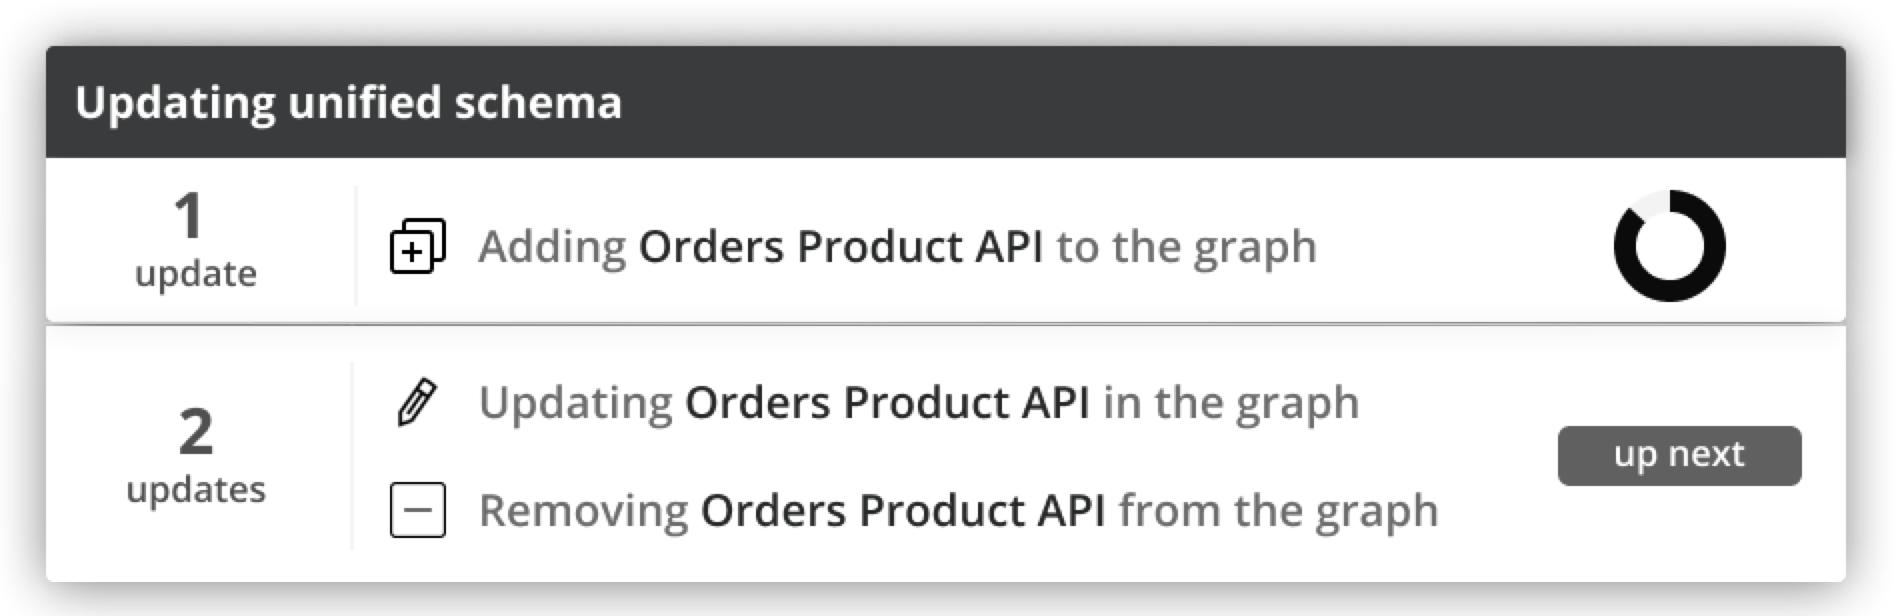 Updating unified schema
1
update
Adding Orders Product API to the graph
2
updates
Updating Orders Product API in the graph
Removing Orders Product API from the graph
up next